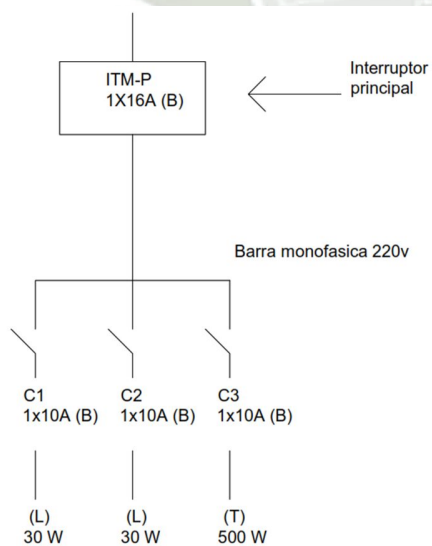 ITM-P
1X16A (B)
Interruptor
principal
Barra monofasica 220v
C1
1x10A (B)
C2
1x10A (B)
C3
1x10A (B)
(L)
30 W
(L)
30 W
(T)
500 W